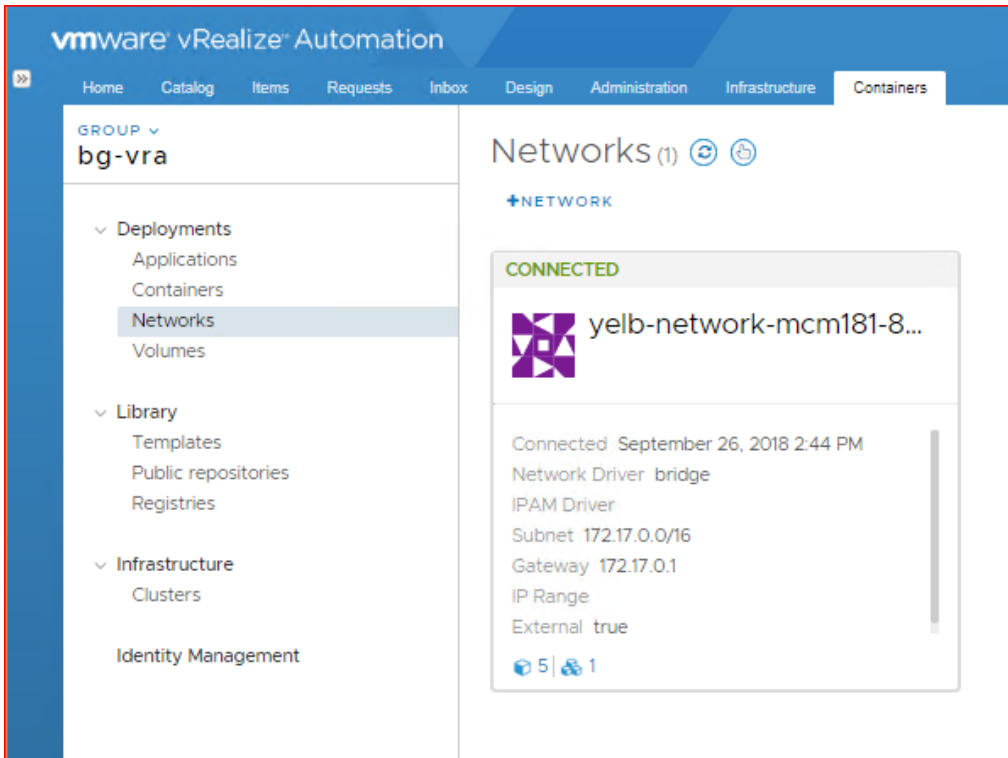 vmware® vRealize™ Automation
Home Catalog Items Requests Inbox Design Administration Infrastructure Containers
GROUP
bg-vra
Deployments
Applications
Containers
Networks
Volumes
Library
Templates
Public repositories
Registries
Infrastructure
Clusters
Identity Management
Networks (1)
+NETWORK
CONNECTED
yelb-network-mcm181-8...
Connected September 26, 2018 2:44 PM
Network Driver bridge
IPAM Driver
Subnet 172.17.0.0/16
Gateway 172.17.0.1
IP Range
External true
5 1